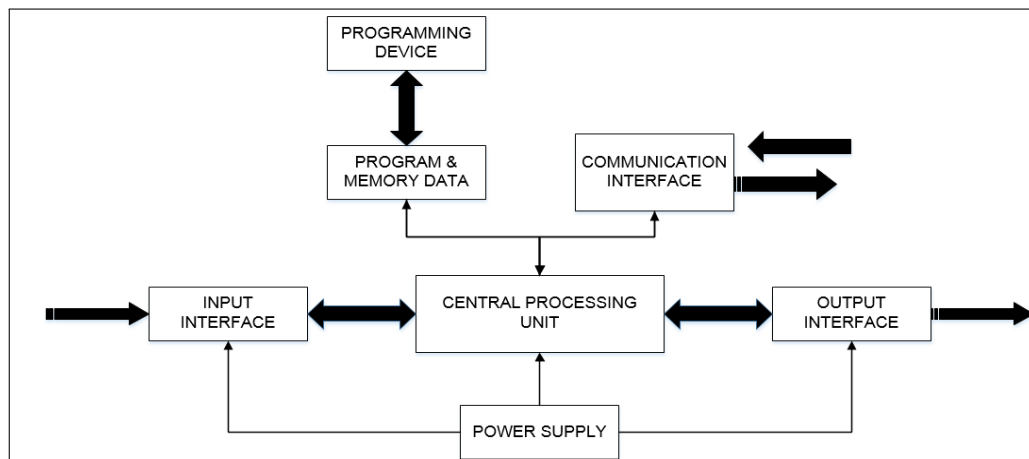 PROGRAMMING
DEVICE
PROGRAM &
MEMORY DATA
COMMUNICATION
INTERFACE
INPUT
INTERFACE
CENTRAL PROCESSING
UNIT
OUTPUT
INTERFACE
POWER SUPPLY